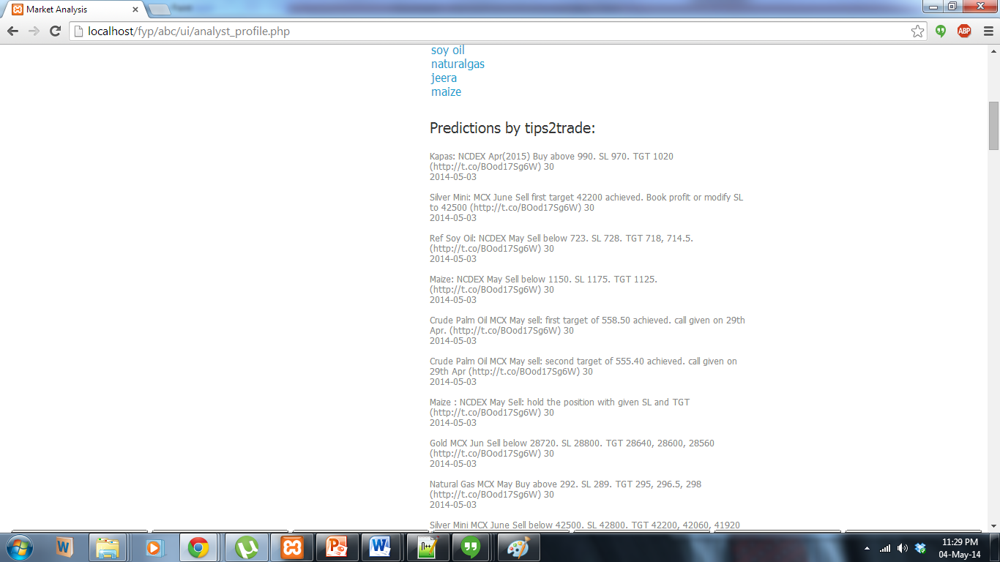 Market Analysis
localhost/fyp/abc/ui/analyst_profile.php
ABP
soy oil
naturalgas
jeera
maize
Predictions by tips2trade:
Kapas: NCDEX Apr(2015) Buy above 990. SL 970. TGT 1020
(http://t.co/BOod17Sg6W) 30
2014-05-03
Silver Mini: MCX June Sell first target 42200 achieved. Book profit or modify SL
to 42500 (http://t.co/BOod17Sg6W) 30
2014-05-03
Ref Soy Oil: NCDEX May Sell below 723. SL 728. TGT 718, 714.5.
(http://t.co/BOod17Sg6W) 30
2014-05-03
Maize: NCDEX May Sell below 1150. SL 1175. TGT 1125.
(http://t.co/BOod17Sg6W) 30
2014-05-03
Crude Palm Oil MCX May sell: first target of 558.50 achieved. call given on 29th
Apr. (http://t.co/BOod17Sg6W) 30
2014-05-03
Crude Palm Oil MCX May sell: second target of 555.40 achieved. call given on
29th Apr (http://t.co/BOod17Sg6W) 30
2014-05-03
Maize : NCDEX May Sell: hold the position with given SL and TGT
(http://t.co/BOod17Sg6W) 30
2014-05-03
Gold MCX Jun Sell below 28720. SL 28800. TGT 28640, 28600, 28560
(http://t.co/BOod17Sg6W) 30
2014-05-03
Natural Gas MCX May Buy above 292. SL 289. TGT 295, 296.5, 298
(http://t.co/BOod17Sg6W) 30
2014-05-03
Silver Mini MCX June Sell below 42500. SL 42800. TGT 42200, 42060, 41920
11:29 PM
04-May-14